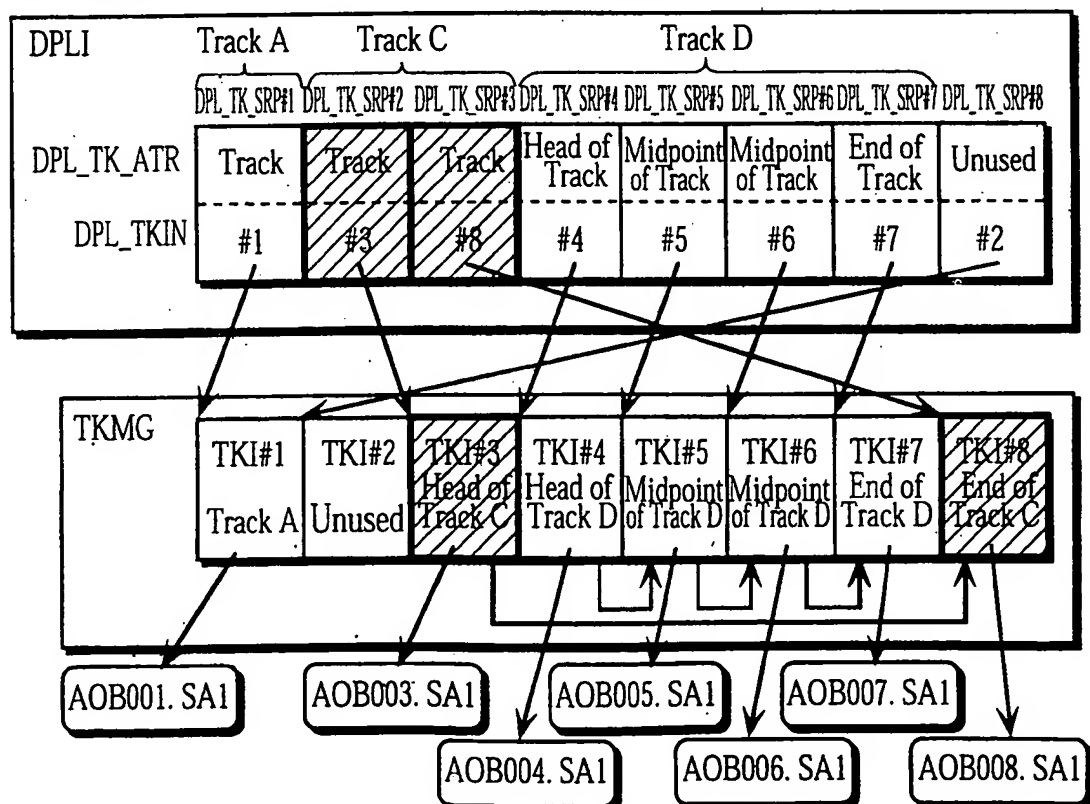 DPLI
Track A
Track C
Track D
DPL_TK_SRP#1 DPL_TK_SRP#2 DPL_TK_SRP#3 DPL_TK_SRP#4 DPL_TK_SRP#5 DPL_TK_SRP#6 DPL_TK_SRP#7 DPL_TK_SRP#8
DPL_TK_ATR
Track
Track
Track
Head of
Track
Midpoint
of Track
Midpoint
of Track
End of
Track
Unused
DPL_TKIN
#1
#3
#8
#4
#5
#6
#7
#2
TKMG
TKI#1
Track A
TKI#2
Unused
TKI#3
Head of
Track C
TKI#4
Head of
Track D
TKI#5
Midpoint
of Track D
TKI#6
Midpoint
of Track D
TKI#7
End of
Track D
TKI#8
End of
Track C
AOB001. SA1
AOB003. SA1
AOB005. SA1
AOB007. SA1
AOB004. SA1
AOB006. SA1
AOB008. SA1